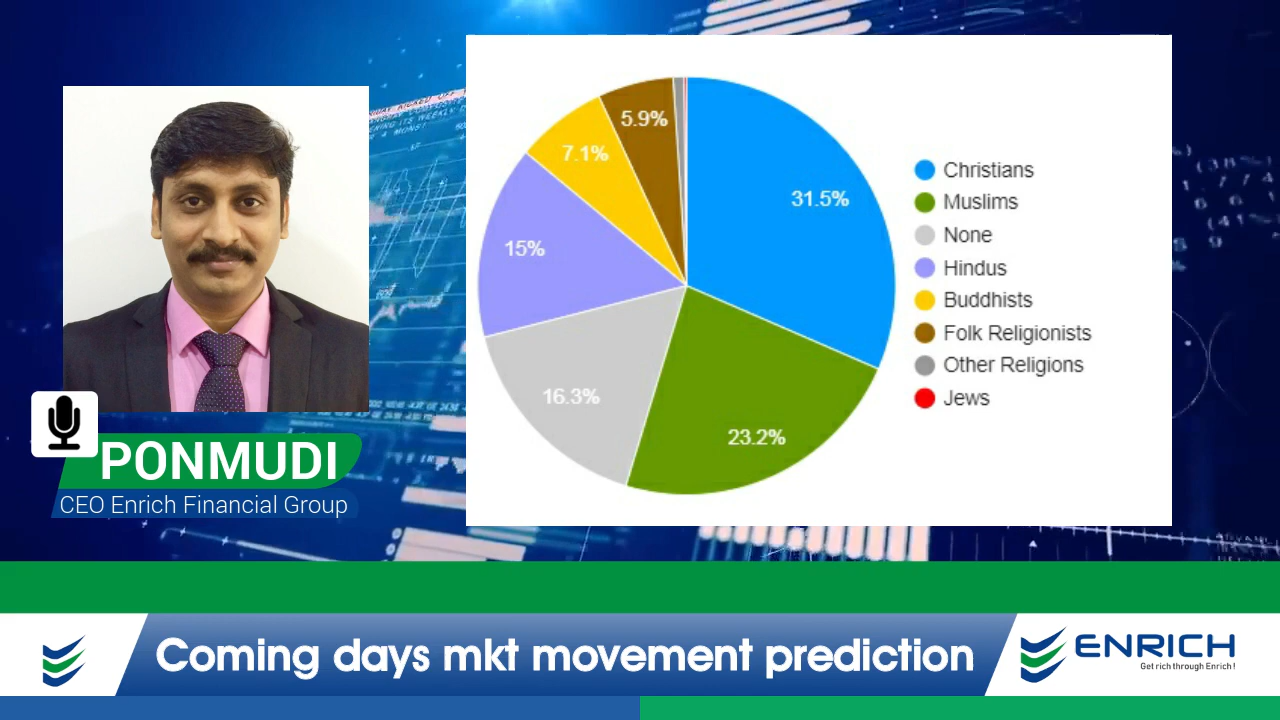 PONMUDI
CEO Enrich Financial Group
31.5%
23.2%
16.3%
15%
7.1%
5.9%
Christians
Muslims
None
Hindus
Buddhists
Folk Religionists
Other Religions
Jews
Coming days mkt movement prediction
ENRICH
Get rich through Enrich!